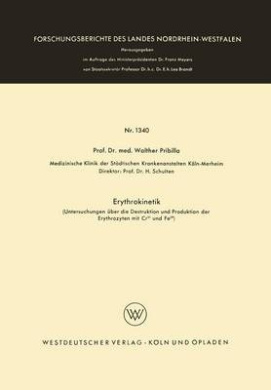 FORSCHUNGSBERICHTE DES LANDES NORDRHEIN-WESTFALEN
Herausgegeben
im Auftrage des Ministerpräsidenten Dr. Franz Meyers
von Staatssekretär Professor Dr. h. c. Dr. E. h. Leo Brandt
Nr. 1340
Prof. Dr. med. Walther Pribilla
Medizinische Klinik der Städtischen Krankenanstalten Köln-Merheim
Direktor: Prof. Dr. H. Schulten
Erythrokinetik
(Untersuchungen über die Destruktion und Produktion der
Erythrozyten mit Cr⁵¹ und Fe⁵⁹)
WESTDEUTSCHER VERLAG · KÖLN UND OPLADEN